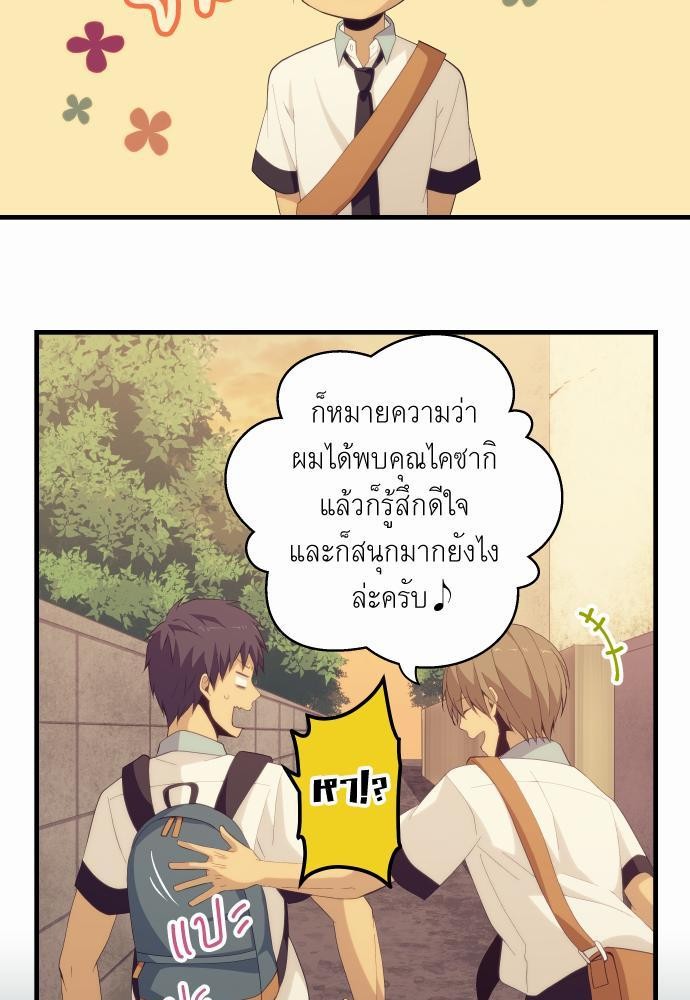 ก็หมายความว่า
ผมได้พบคุณไคซากิ
แล้วก็รู้สึกดีใจ
และก็สนุกมากยังไง
ล่ะครับ♪
หา!?
แปะ
แปะ